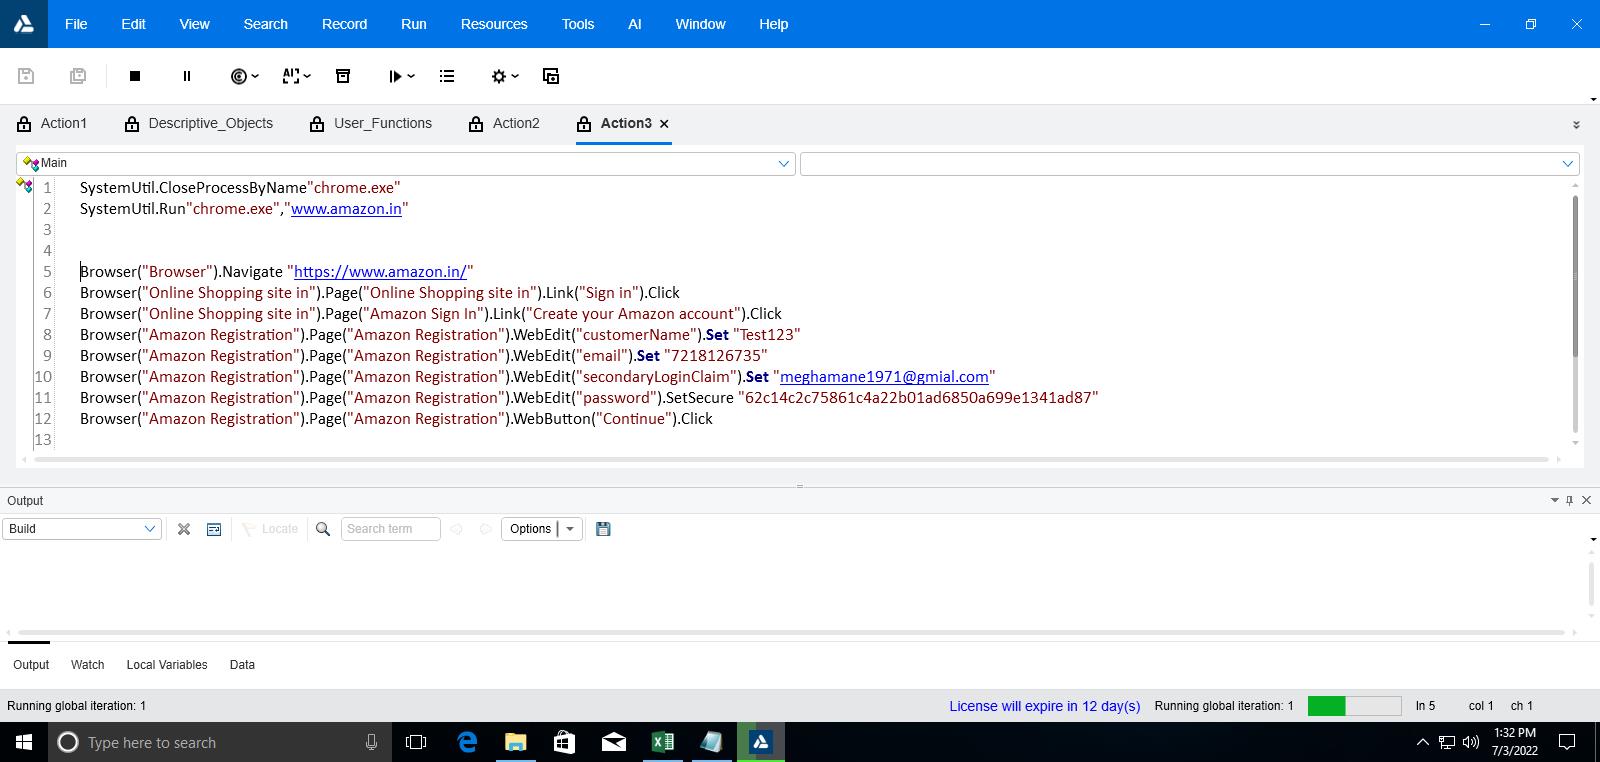 File Edit View Search Record Run Resources Tools AI Window Help
Action1 Descriptive_Objects User_Functions Action2 Action3
Main
1 SystemUtil.CloseProcessByName"chrome.exe"
2 SystemUtil.Run"chrome.exe","www.amazon.in"
3
4
5 Browser("Browser").Navigate "https://www.amazon.in/"
6 Browser("Online Shopping site in").Page("Online Shopping site in").Link("Sign in").Click
7 Browser("Online Shopping site in").Page("Amazon Sign In").Link("Create your Amazon account").Click
8 Browser("Amazon Registration").Page("Amazon Registration").WebEdit("customerName").Set "Test123"
9 Browser("Amazon Registration").Page("Amazon Registration").WebEdit("email").Set "7218126735"
10 Browser("Amazon Registration").Page("Amazon Registration").WebEdit("secondaryLoginClaim").Set "meghamane1971@gmial.com"
11 Browser("Amazon Registration").Page("Amazon Registration").WebEdit("password").SetSecure "62c14c2c75861c4a22b01ad6850a699e1341ad87"
12 Browser("Amazon Registration").Page("Amazon Registration").WebButton("Continue").Click
13
Output
Build Locate Search term Options
Output Watch Local Variables Data
Running global iteration: 1 License will expire in 12 day(s) Running global iteration: 1 ln 5 col 1 ch 1
Type here to search 1:32 PM
7/3/2022